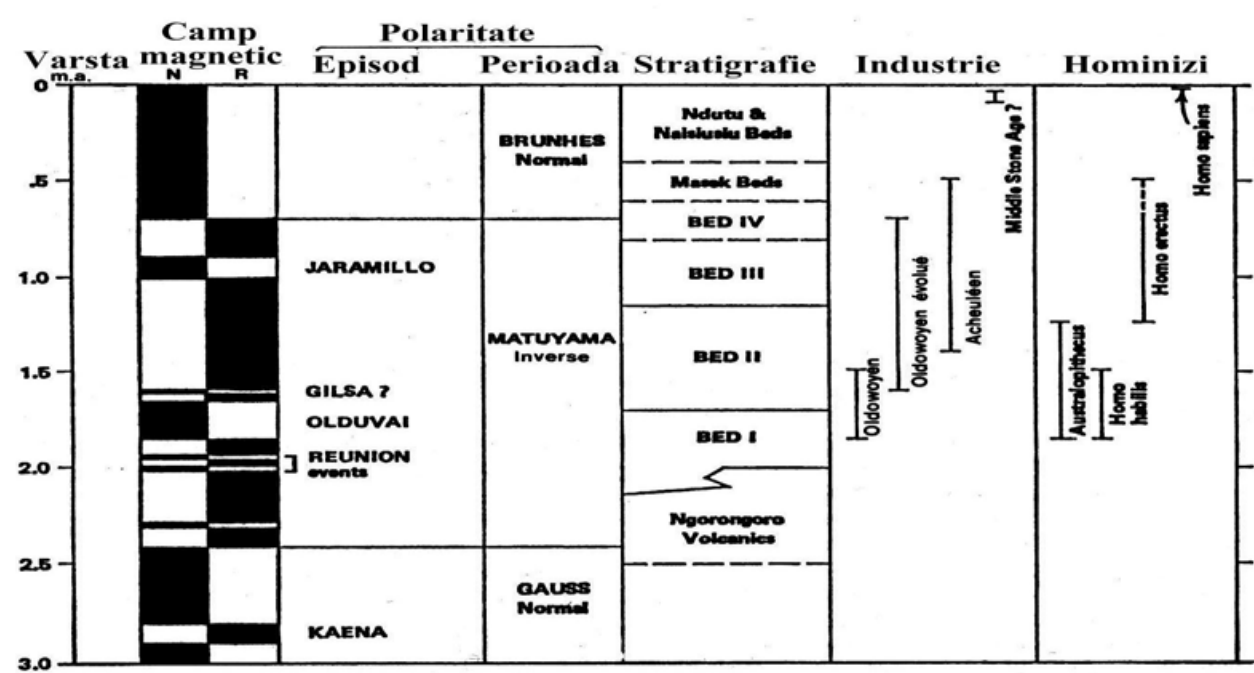 Camp
Polaritate
Varsta magnetic
Episod Perioada Stratigrafie Industrie Hominizi
m.a.
N R
0
.5
1.0
1.5
2.0
2.5
3.0
JARAMILLO
GILSA ?
OLDUVAI
REUNION
events
KAENA
BRUNHES
Normal
MATUYAMA
Inverse
GAUSS
Normal
Ndutu &
Naisiusiu Beds
Masek Beds
BED IV
BED III
BED II
BED I
Ngorongoro
Volcanics
Oldowoyen
Oldowoyen évolué
Acheuléen
Middle Stone Age ?
Australopithecus
Homo
habilis
Homo erectus
Homo sapiens